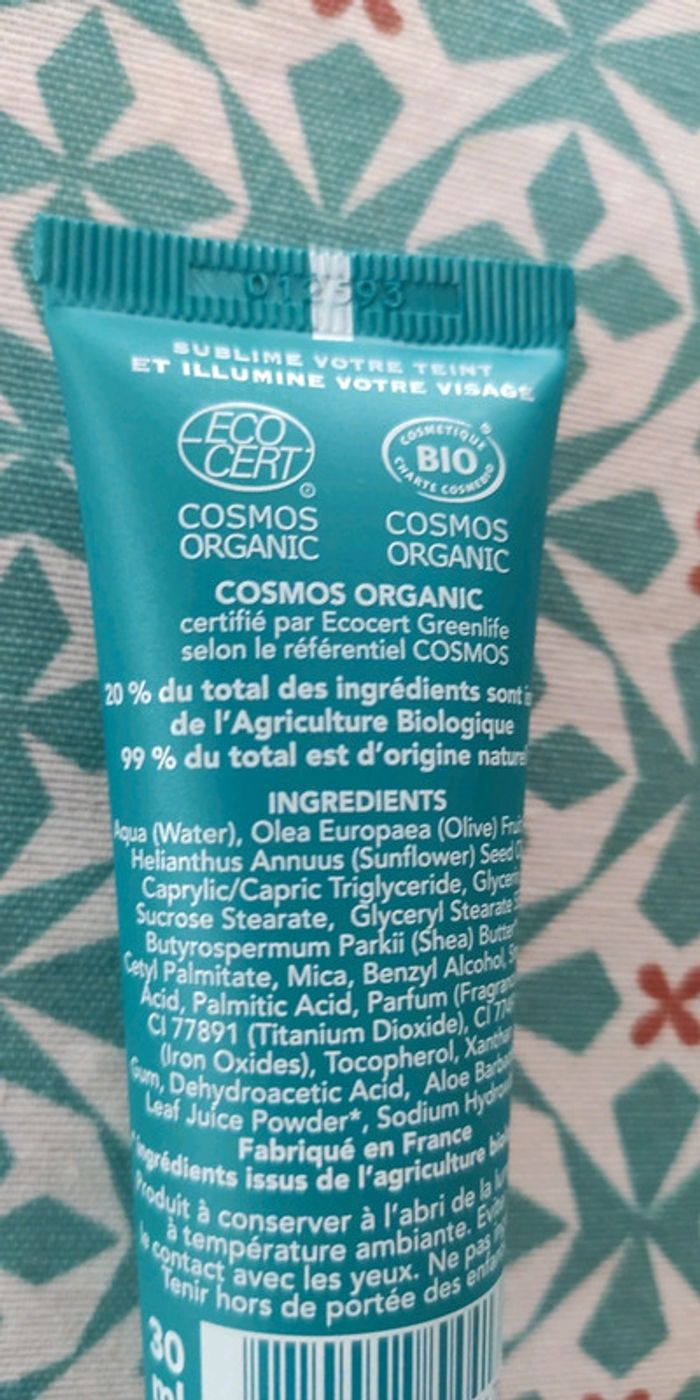 012593
SUBLIME VOTRE TEINT
ET ILLUMINE VOTRE VISAGE
ECO
CERT
COSMOS
ORGANIC
COSMETIQUE
BIO
CHARTE COSMEBIO
COSMOS
ORGANIC
COSMOS ORGANIC
certifié par Ecocert Greenlife
selon le référentiel COSMOS
20 % du total des ingrédients sont
de l'Agriculture Biologique
99 % du total est d'origine
INGREDIENTS
Aqua (Water), Olea Europaea (Olive)
Helianthus Annuus (Sunflower) Seed
Caprylic/Capric Triglyceride,
Sucrose Stearate, Glyceryl Stearate
Butyrospermum Parkii (Shea)
Cetyl Palmitate, Mica, Benzyl Alcohol,
Acid, Palmitic Acid, Parfum
CI 77891 (Titanium Dioxide), CI
(Iron Oxides), Tocopherol,
Gum, Dehydroacetic Acid, Aloe
Leaf Juice Powder*, Sodium
Fabriqué en France
ingrédients issus de l'agriculture
Produit à conserver à l'abri de la
à température ambiante.
le contact avec les yeux. Ne pas
Tenir hors de portée des
30
ml